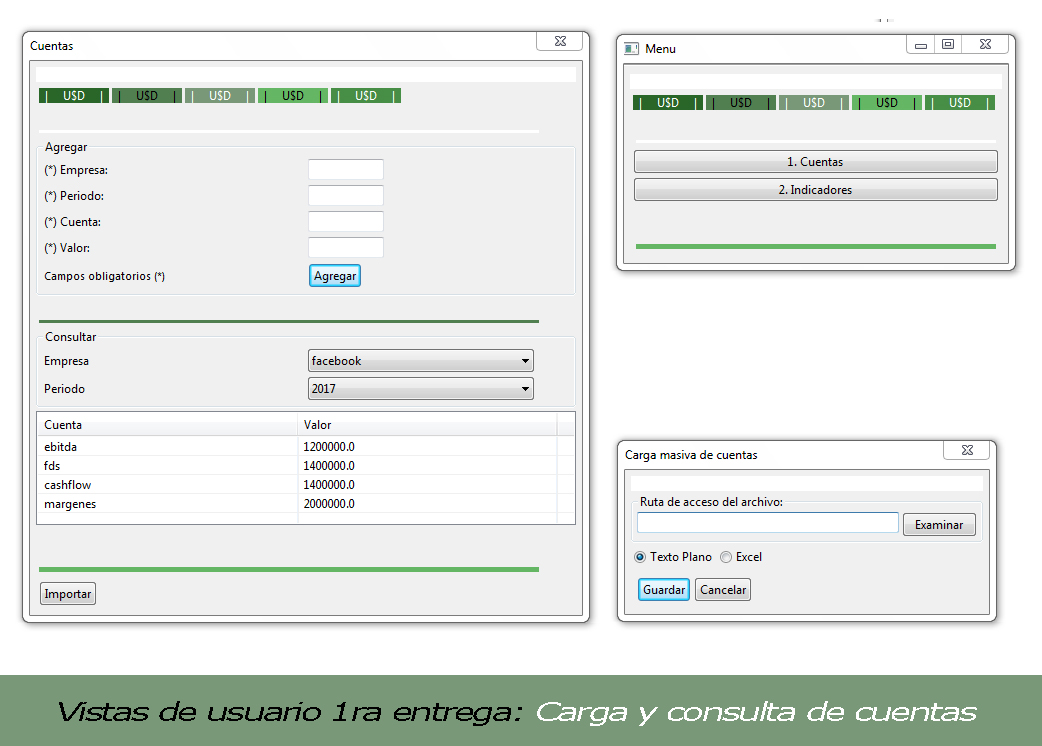 Cuentas
| U$D | | U$D | | U$D | | U$D | | U$D |
Agregar
(*) Empresa:
(*) Periodo:
(*) Cuenta:
(*) Valor:
Campos obligatorios (*) Agregar
Consultar
Empresa facebook
Periodo 2017
Cuenta Valor
ebitda 1200000.0
fds 1400000.0
cashflow 1400000.0
margenes 2000000.0
Importar
Menu
| U$D | | U$D | | U$D | | U$D | | U$D |
1. Cuentas
2. Indicadores
Carga masiva de cuentas
Ruta de acceso del archivo:
Examinar
Texto Plano Excel
Guardar Cancelar
Vistas de usuario 1ra entrega: Carga y consulta de cuentas